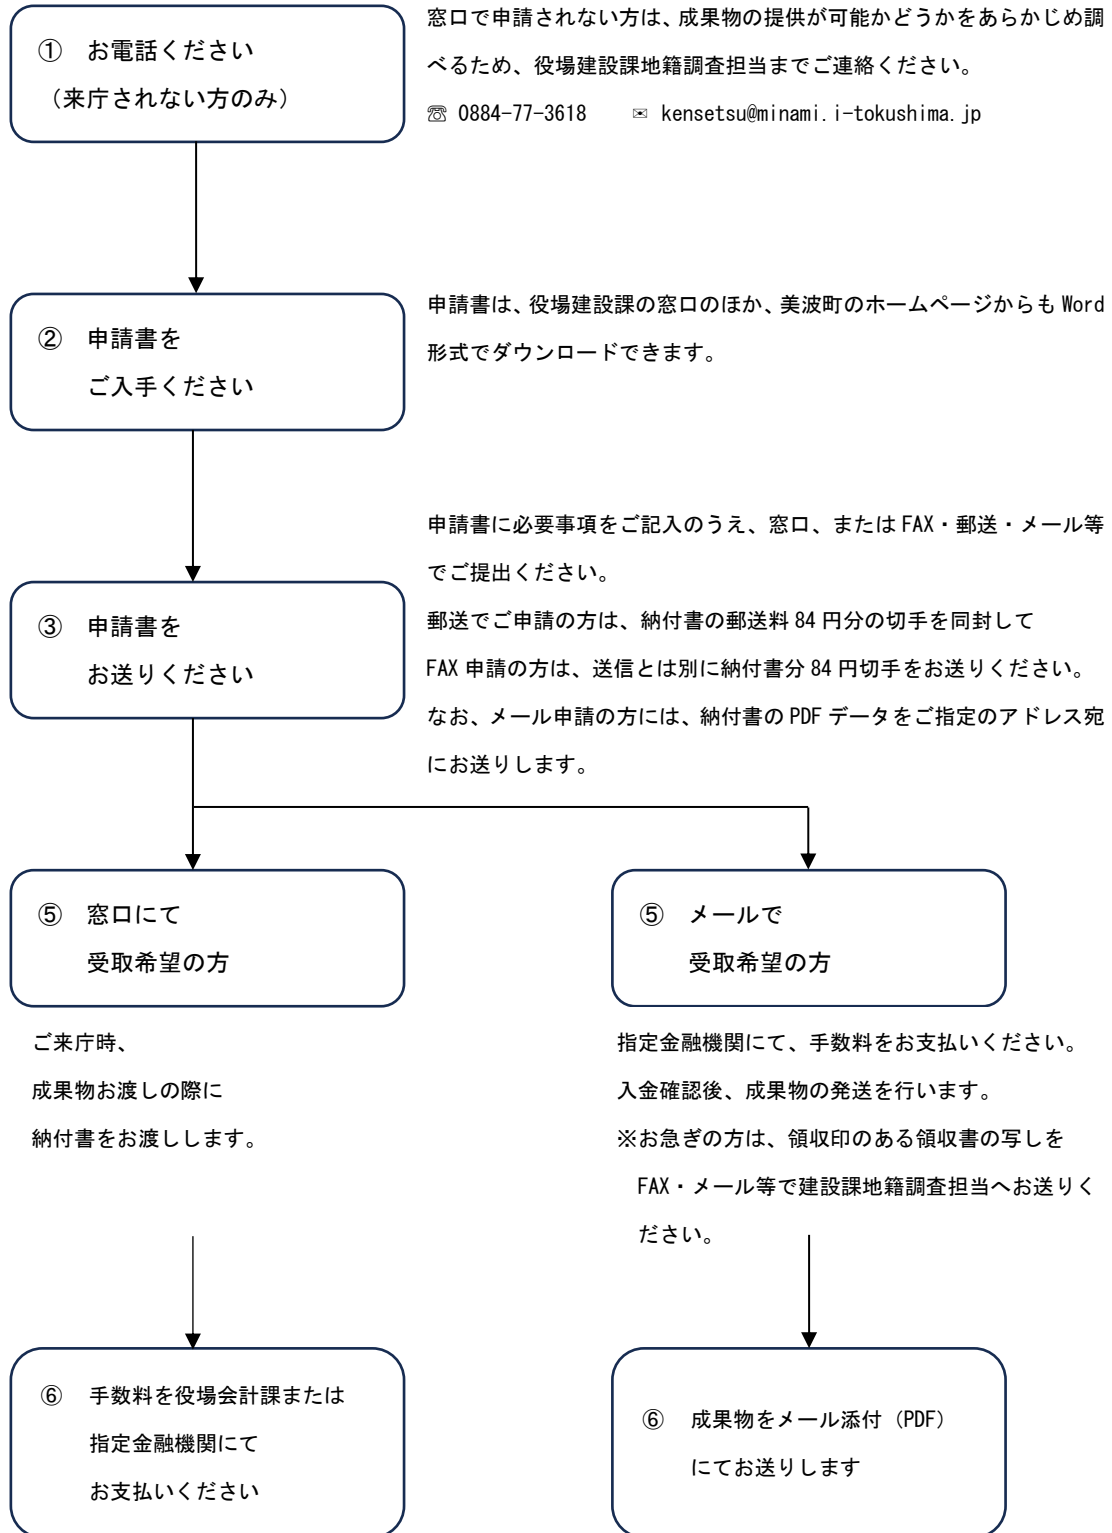 ① お電話ください
（来庁されない方のみ）
窓口で申請されない方は、成果物の提供が可能かどうかをあらかじめ調
べるため、役場建設課地籍調査担当までご連絡ください。
☏ 0884-77-3618 ✉ kensetsu@minami.i-tokushima.jp
② 申請書を
ご入手ください
申請書は、役場建設課の窓口のほか、美波町のホームページからも Word
形式でダウンロードできます。
③ 申請書を
お送りください
申請書に必要事項をご記入のうえ、窓口、または FAX・郵送・メール等
でご提出ください。
郵送でご申請の方は、納付書の郵送料 84 円分の切手を同封して
FAX 申請の方は、送信とは別に納付書分 84 円切手をお送りください。
なお、メール申請の方には、納付書の PDF データをご指定のアドレス宛
にお送りします。
⑤ 窓口にて
受取希望の方
ご来庁時、
成果物お渡しの際に
納付書をお渡しします。
⑤ メールで
受取希望の方
指定金融機関にて、手数料をお支払いください。
入金確認後、成果物の発送を行います。
※お急ぎの方は、領収印のある領収書の写しを
FAX・メール等で建設課地籍調査担当へお送りく
ださい。
⑥ 手数料を役場会計課または
指定金融機関にて
お支払いください
⑥ 成果物をメール添付（PDF）
にてお送りします